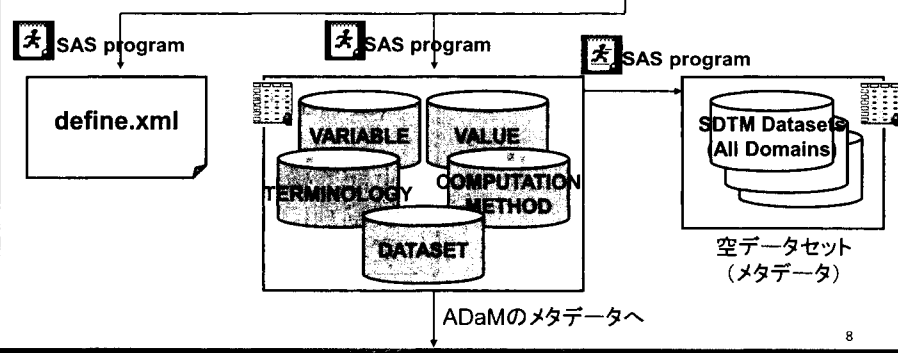 SAS program
SAS program
SAS program
define.xml
VARIABLE
VALUE
TERMINOLOGY
COMPUTATION
METHOD
DATASET
SDTM Datasets
(All Domains)
空データセット
（メタデータ）
ADaMのメタデータへ
8